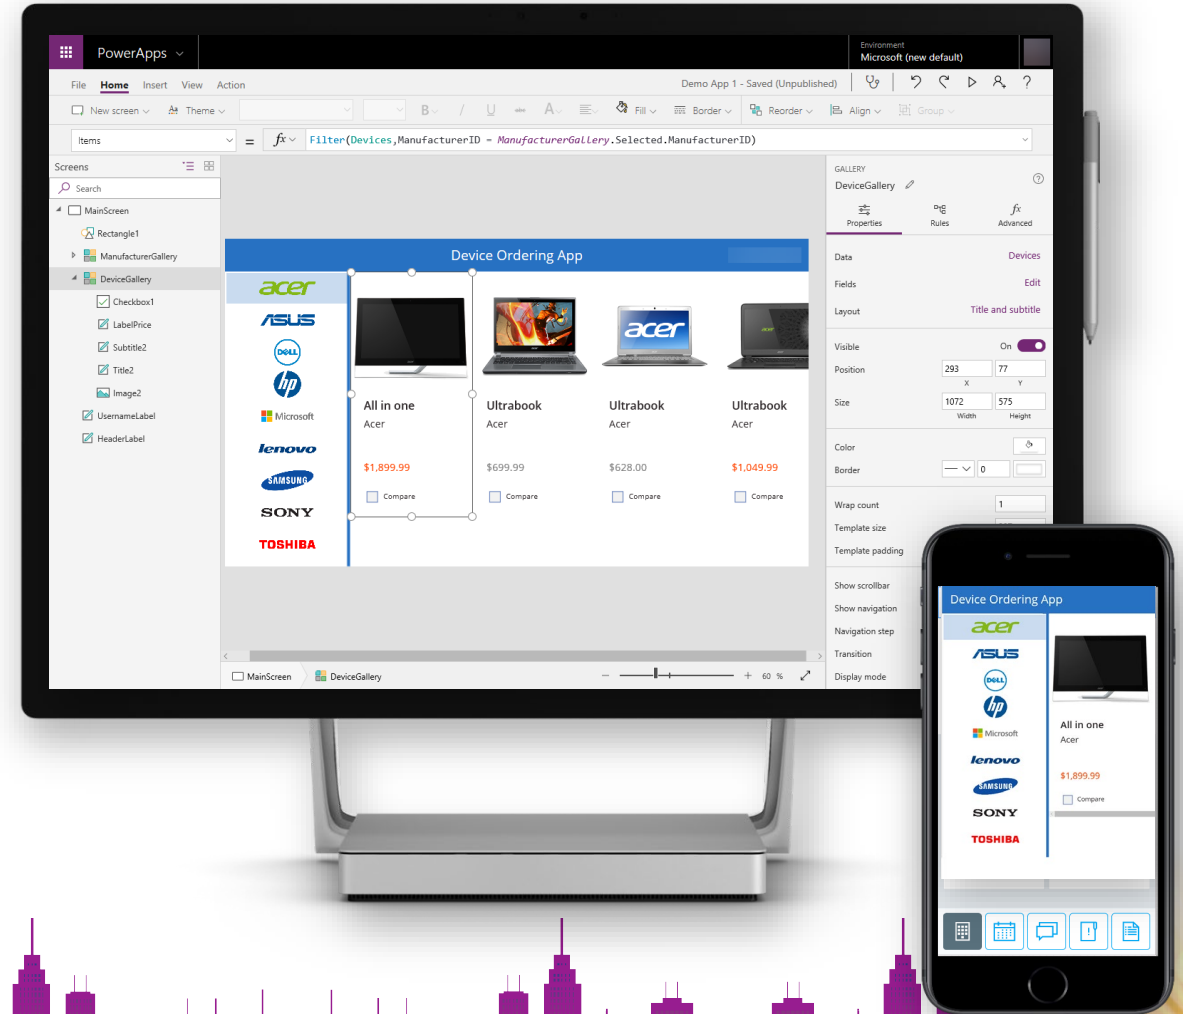 PowerApps
Environment
Microsoft (new default)
File Home Insert View Action
Demo App 1 - Saved (Unpublished)
New screen Theme B / U A Fill Border Reorder Align Group
Items = fx Filter(Devices,ManufacturerID = ManufacturerGallery.Selected.ManufacturerID)
Screens
Search
MainScreen
Rectangle1
ManufacturerGallery
DeviceGallery
Checkbox1
LabelPrice
Subtitle2
Title2
Image2
UsernameLabel
HeaderLabel
Device Ordering App
acer
ASUS
DELL
hp
Microsoft
lenovo
SAMSUNG
SONY
TOSHIBA
acer
All in one Ultrabook Ultrabook Ultrabook
Acer Acer Acer Acer
$1,899.99 $699.99 $628.00 $1,049.99
Compare Compare Compare Compare
MainScreen DeviceGallery
60 %
GALLERY
DeviceGallery
Properties Rules Advanced
Data Devices
Fields Edit
Layout Title and subtitle
Visible On
Position 293 77
X Y
Size 1072 575
Width Height
Color
Border 0
Wrap count 1
Template size
Template padding
Show scrollbar
Show navigation
Navigation step
Transition
Display mode
Device Ordering App
acer
ASUS
DELL
hp
Microsoft
lenovo
SAMSUNG
SONY
TOSHIBA
All in one
Acer
$1,899.99
Compare